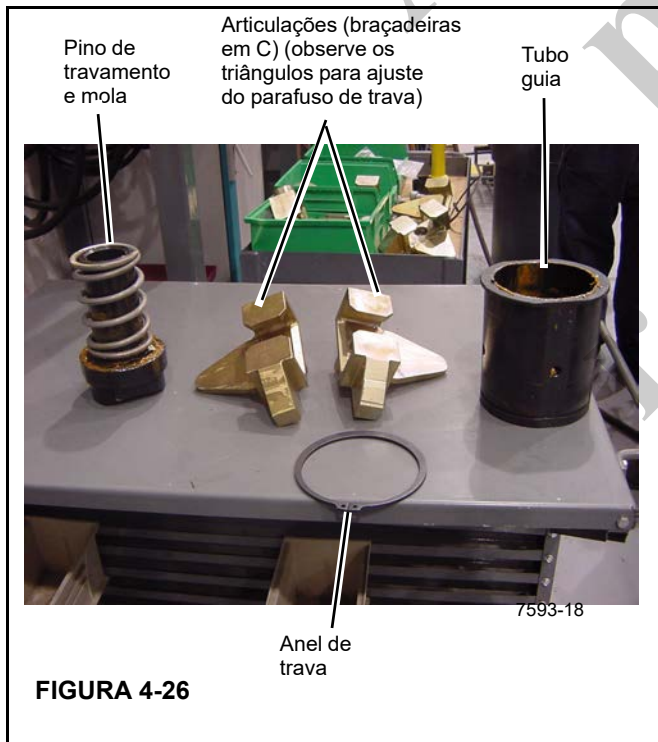 Pino de
travamento
e mola
Articulações (braçadeiras
em C) (observe os
triângulos para ajuste
do parafuso de trava)
Tubo
guia
7593-18
Anel de
trava
FIGURA 4-26